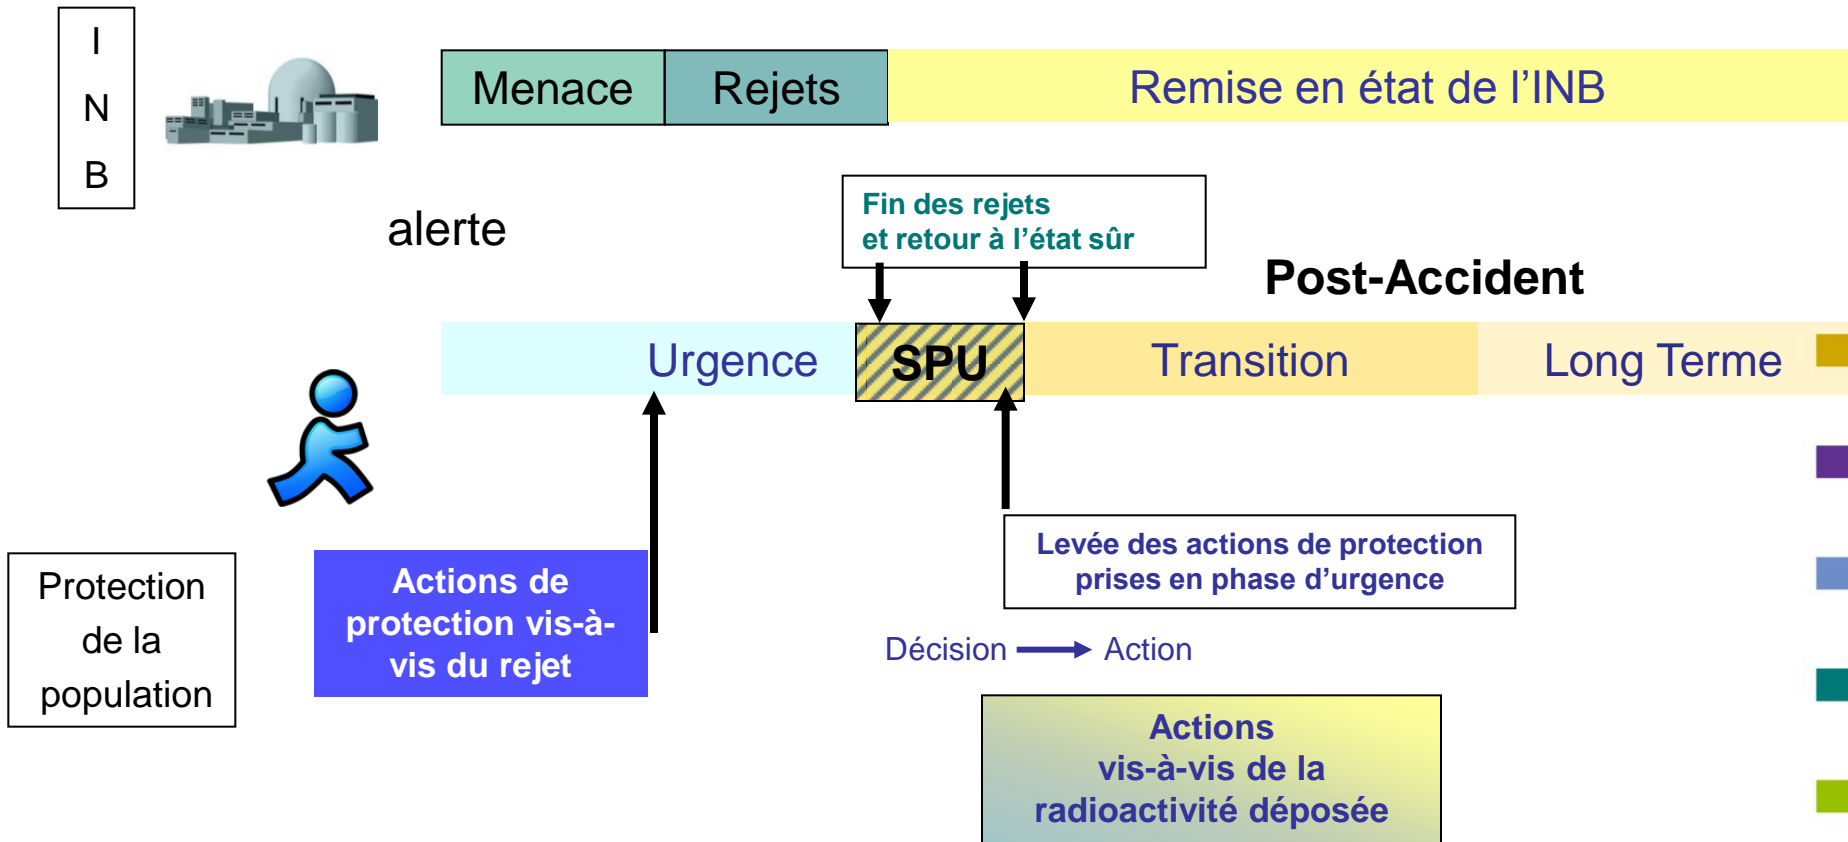 I
N
B
Menace
Rejets
Remise en état de l’INB
alerte
Fin des rejets
et retour à l’état sûr
Post-Accident
Urgence
SPU
Transition
Long Terme
Levée des actions de protection
prises en phase d’urgence
Protection
de la
population
Actions de
protection vis-à-
vis du rejet
Décision
Action
Actions
vis-à-vis de la
radioactivité déposée